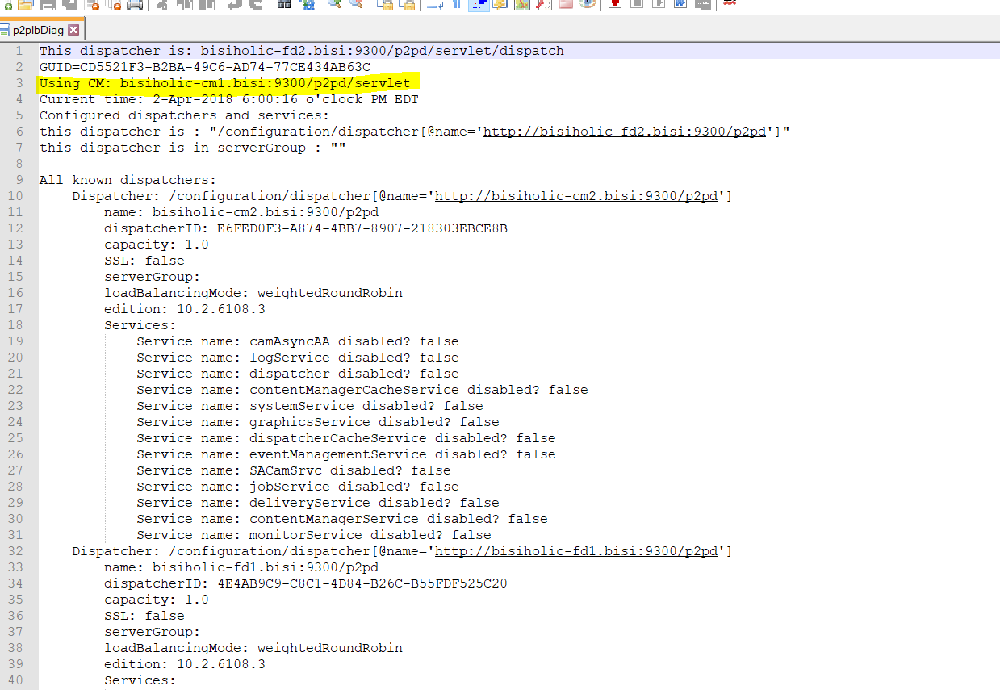 p2plbDiag
1 This dispatcher is: bisiholic-fd2.bisi:9300/p2pd/servlet/dispatch
2 GUID=CD5521F3-B2BA-49C6-AD74-77CE434AB63C
3 Using CM: bisiholic-cm1.bisi:9300/p2pd/servlet
4 Current time: 2-Apr-2018 6:00:16 o'clock PM EDT
5 Configured dispatchers and services:
6 this dispatcher is : "/configuration/dispatcher[@name='http://bisiholic-fd2.bisi:9300/p2pd']"
7 this dispatcher is in serverGroup : ""
8
9 All known dispatchers:
10 Dispatcher: /configuration/dispatcher[@name='http://bisiholic-cm2.bisi:9300/p2pd']
11 name: bisiholic-cm2.bisi:9300/p2pd
12 dispatcherID: E6FED0F3-A874-4BB7-8907-218303EBCE8B
13 capacity: 1.0
14 SSL: false
15 serverGroup:
16 loadBalancingMode: weightedRoundRobin
17 edition: 10.2.6108.3
18 Services:
19 Service name: camAsyncAA disabled? false
20 Service name: logService disabled? false
21 Service name: dispatcher disabled? false
22 Service name: contentManagerCacheService disabled? false
23 Service name: systemService disabled? false
24 Service name: graphicsService disabled? false
25 Service name: dispatcherCacheService disabled? false
26 Service name: eventManagementService disabled? false
27 Service name: SACamSrvc disabled? false
28 Service name: jobService disabled? false
29 Service name: deliveryService disabled? false
30 Service name: contentManagerService disabled? false
31 Service name: monitorService disabled? false
32 Dispatcher: /configuration/dispatcher[@name='http://bisiholic-fd1.bisi:9300/p2pd']
33 name: bisiholic-fd1.bisi:9300/p2pd
34 dispatcherID: 4E4AB9C9-C8C1-4D84-B26C-B55FDF525C20
35 capacity: 1.0
36 SSL: false
37 serverGroup:
38 loadBalancingMode: weightedRoundRobin
39 edition: 10.2.6108.3
40 Services: